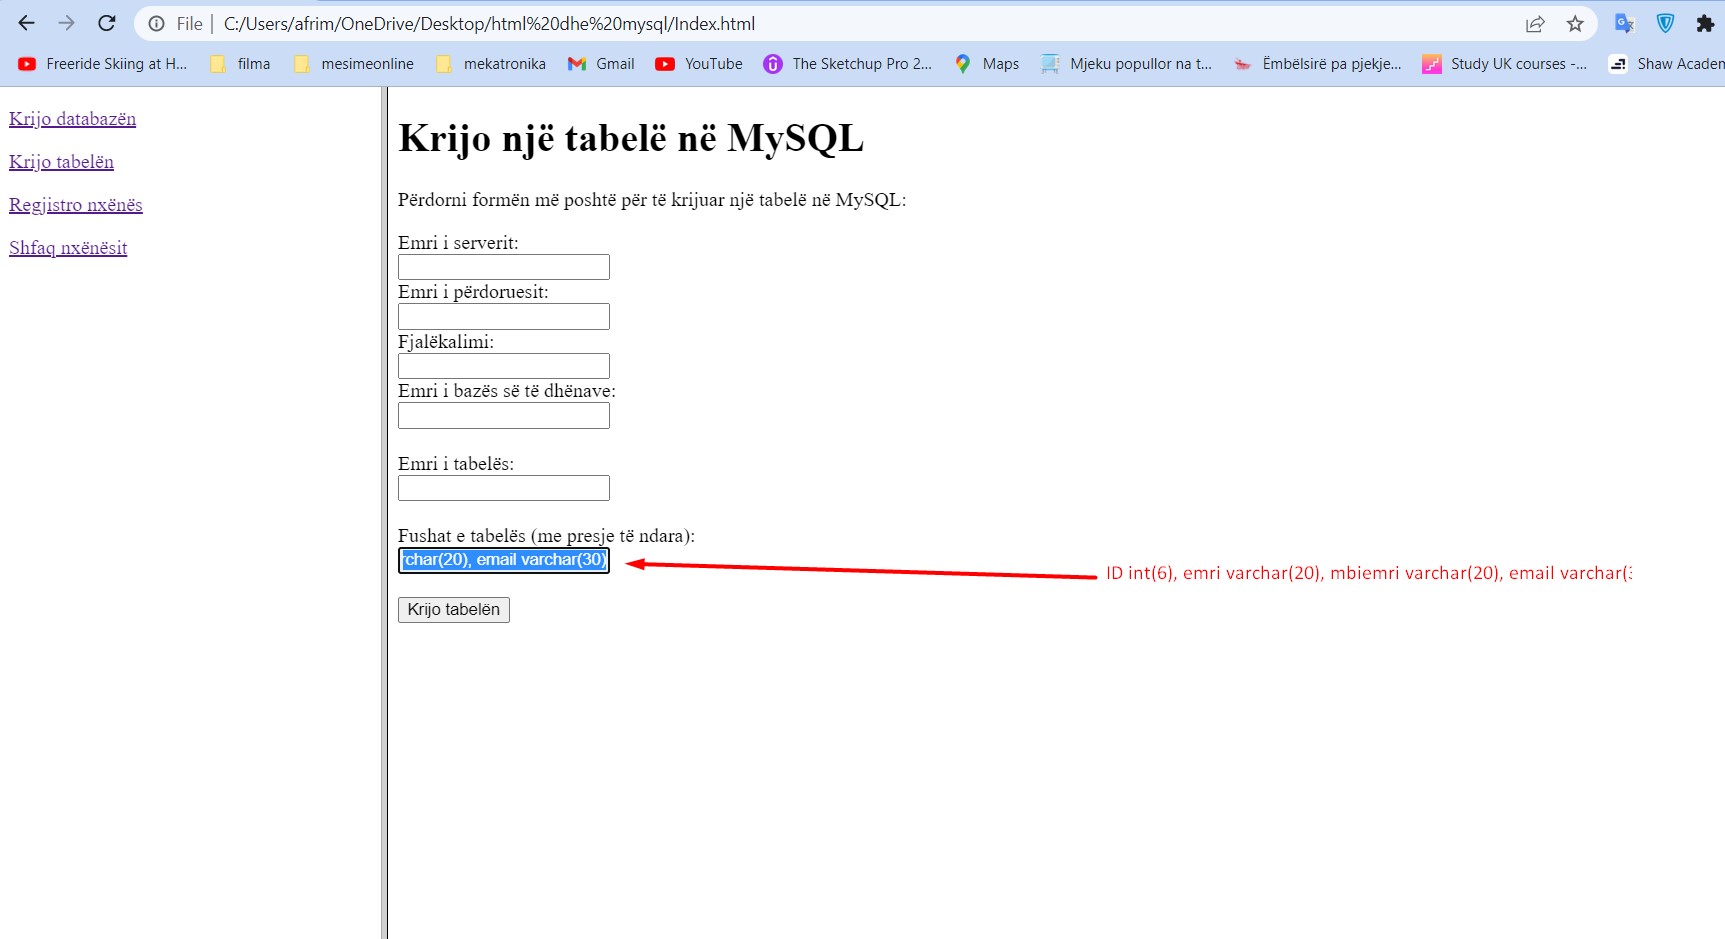 File | C:/Users/afrim/OneDrive/Desktop/html%20dhe%20mysql/Index.html
Freeride Skiing at H... filma mesimeonline mekatronika Gmail YouTube The Sketchup Pro 2... Maps Mjeku popullor na t... Ëmbëlsirë pa pjekje... Study UK courses -... Shaw Academ
Krijo databazën
Krijo tabelën
Regjistro nxënës
Shfaq nxënësit
Krijo një tabelë në MySQL
Përdorni formën më poshtë për të krijuar një tabelë në MySQL:
Emri i serverit:
Emri i përdoruesit:
Fjalëkalimi:
Emri i bazës së të dhënave:
Emri i tabelës:
Fushat e tabelës (me presje të ndara):
rchar(20), email varchar(30)
ID int(6), emri varchar(20), mbiemri varchar(20), email varchar(3
Krijo tabelën